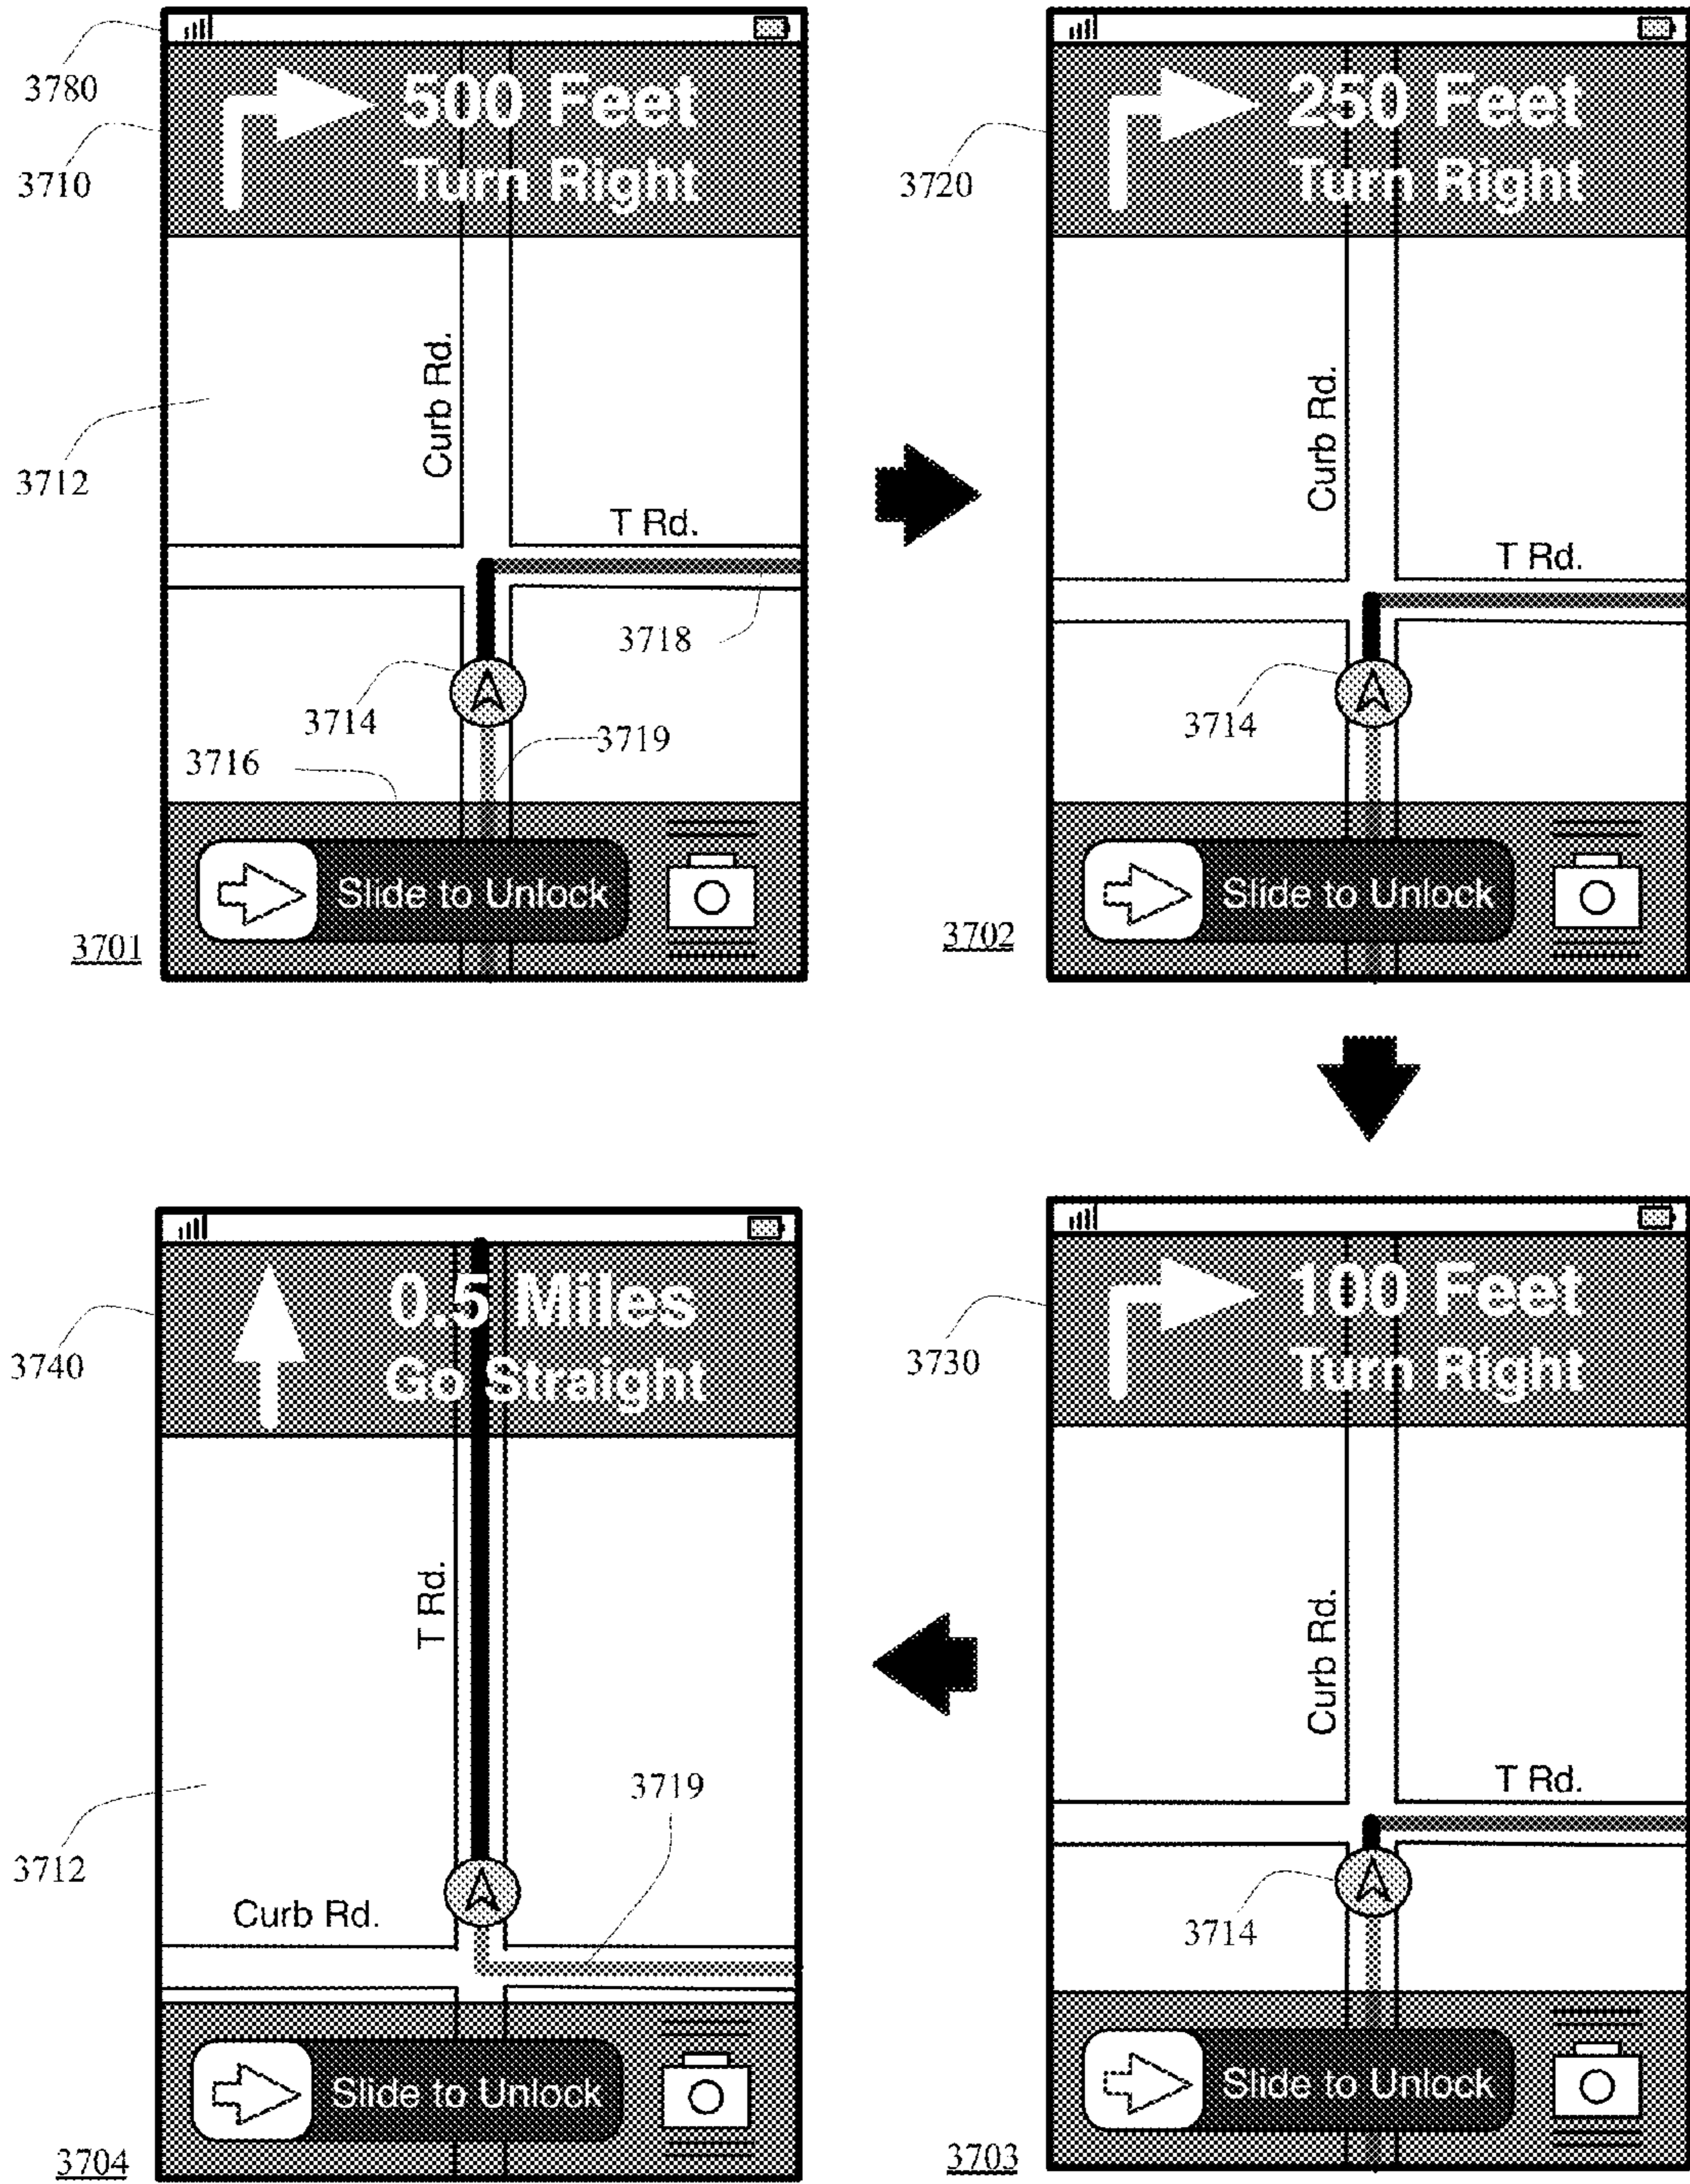 3780
3710
500 Feet
Turn Right
3712
Curb Rd.
T Rd.
3718
3714
3719
3716
Slide to Unlock
3701
3720
250 Feet
Turn Right
Curb Rd.
T Rd.
3714
Slide to Unlock
3702
3730
100 Feet
Turn Right
Curb Rd.
T Rd.
3714
Slide to Unlock
3703
3740
0.5 Miles
Go Straight
T Rd.
3719
3712
Curb Rd.
Slide to Unlock
3704